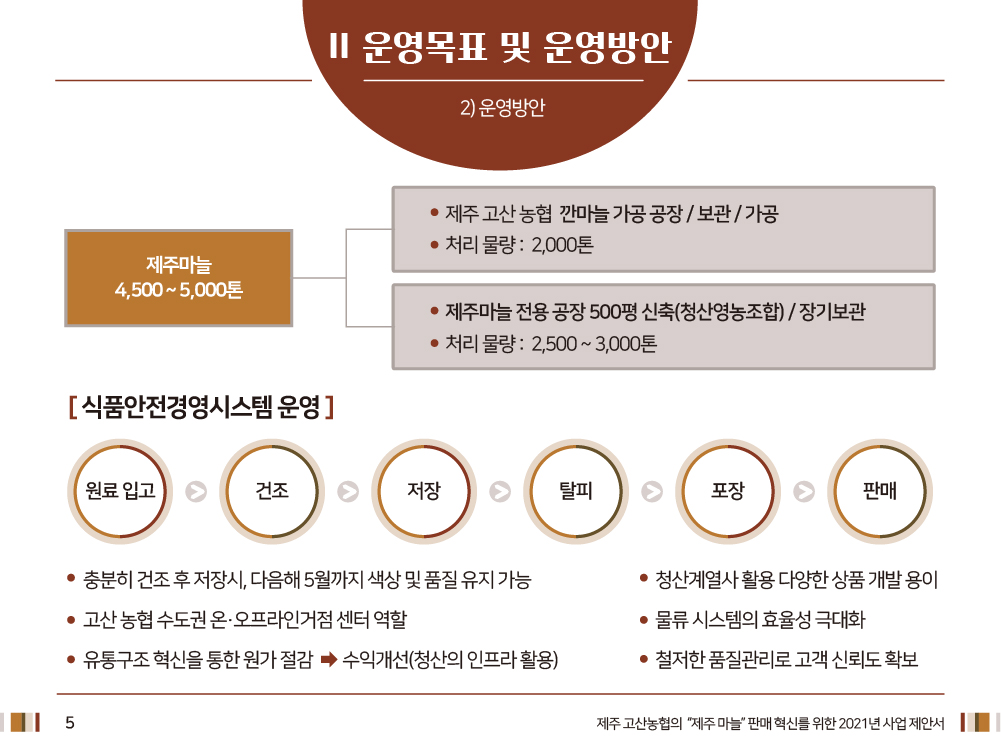 II 운영목표 및 운영방안
2) 운영방안
제주마늘
4,500 ~ 5,000톤
• 제주 고산 농협 깐마늘 가공 공장 / 보관 / 가공
• 처리 물량 : 2,000톤
• 제주마늘 전용 공장 500평 신축(청산영농조합) / 장기보관
• 처리 물량 : 2,500 ~ 3,000톤
[ 식품안전경영시스템 운영 ]
원료 입고
건조
저장
탈피
포장
판매
• 충분히 건조 후 저장시, 다음해 5월까지 색상 및 품질 유지 가능
• 고산 농협 수도권 온·오프라인거점 센터 역할
• 유통구조 혁신을 통한 원가 절감 ➡ 수익개선(청산의 인프라 활용)
• 청산계열사 활용 다양한 상품 개발 용이
• 물류 시스템의 효율성 극대화
• 철저한 품질관리로 고객 신뢰도 확보
5
제주 고산농협의 "제주 마늘" 판매 혁신를 위한 2021년 사업 제안서